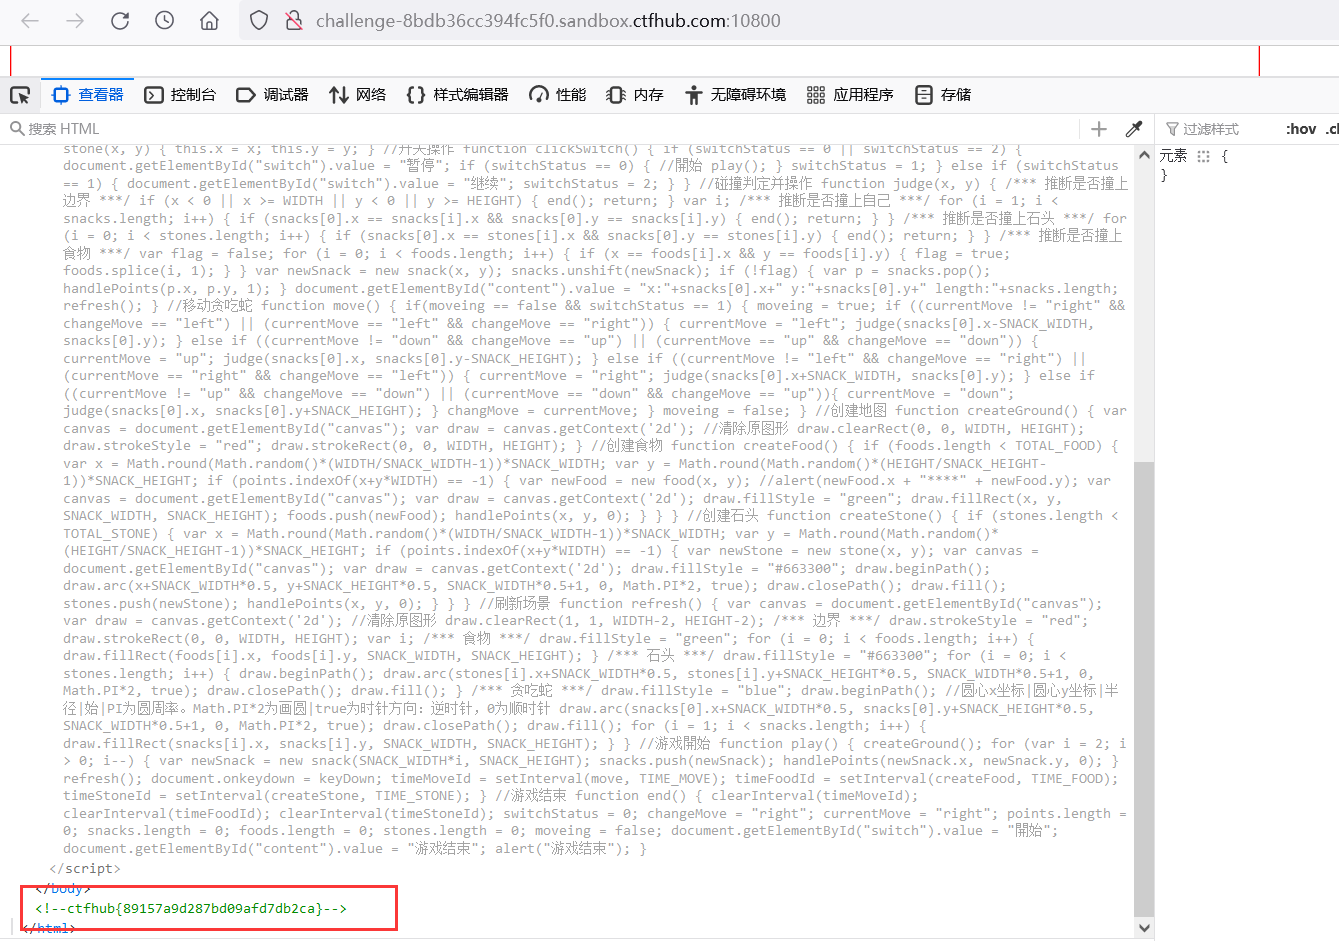 challenge-8bdb36cc394fc5f0.sandbox.ctfhub.com:10800
查看器 控制台 调试器 网络 样式编辑器 性能 内存 无障碍环境 应用程序 存储
搜索 HTML 过滤样式 :hov .cl
元素 {
}
stone(x, y) { this.x = x; this.y = y; } //开关操作 function clickSwitch() { if (switchStatus == 0 || switchStatus == 2) {
document.getElementById("switch").value = "暂停"; if (switchStatus == 0) { //開始 play(); } switchStatus = 1; } else if (switchStatus
== 1) { document.getElementById("switch").value = "继续"; switchStatus = 2; } } //碰撞判定并操作 function judge(x, y) { /*** 推断是否撞上
边界 ***/ if (x < 0 || x >= WIDTH || y < 0 || y >= HEIGHT) { end(); return; } var i; /*** 推断是否撞上自己 ***/ for (i = 1; i <
snacks.length; i++) { if (snacks[0].x == snacks[i].x && snacks[0].y == snacks[i].y) { end(); return; } } /*** 推断是否撞上石头 ***/ for
(i = 0; i < stones.length; i++) { if (snacks[0].x == stones[i].x && snacks[0].y == stones[i].y) { end(); return; } } /*** 推断是否撞上
食物 ***/ var flag = false; for (i = 0; i < foods.length; i++) { if (x == foods[i].x && y == foods[i].y) { flag = true;
foods.splice(i, 1); } } var newSnack = new snack(x, y); snacks.unshift(newSnack); if (!flag) { var p = snacks.pop();
handlePoints(p.x, p.y, 1); } document.getElementById("content").value = "x:"+snacks[0].x+" y:"+snacks[0].y+" length:"+snacks.length;
refresh(); } //移动贪吃蛇 function move() { if(moveing == false && switchStatus == 1) { moveing = true; if ((currentMove != "right" &&
changeMove == "left") || (currentMove == "left" && changeMove == "right")) { currentMove = "left"; judge(snacks[0].x-SNACK_WIDTH,
snacks[0].y); } else if ((currentMove != "down" && changeMove == "up") || (currentMove == "up" && changeMove == "down")) {
currentMove = "up"; judge(snacks[0].x, snacks[0].y-SNACK_HEIGHT); } else if ((currentMove != "left" && changeMove == "right") ||
(currentMove == "right" && changeMove == "left")) { currentMove = "right"; judge(snacks[0].x+SNACK_WIDTH, snacks[0].y); } else if
((currentMove != "up" && changeMove == "down") || (currentMove == "down" && changeMove == "up")){ currentMove = "down";
judge(snacks[0].x, snacks[0].y+SNACK_HEIGHT); } changMove = currentMove; } moveing = false; } //创建地图 function createGround() { var
canvas = document.getElementById("canvas"); var draw = canvas.getContext('2d'); //清除原图形 draw.clearRect(0, 0, WIDTH, HEIGHT);
draw.strokeStyle = "red"; draw.strokeRect(0, 0, WIDTH, HEIGHT); } //创建食物 function createFood() { if (foods.length < TOTAL_FOOD) {
var x = Math.round(Math.random()*(WIDTH/SNACK_WIDTH-1))*SNACK_WIDTH; var y = Math.round(Math.random()*(HEIGHT/SNACK_HEIGHT-
1))*SNACK_HEIGHT; if (points.indexOf(x+y*WIDTH) == -1) { var newFood = new food(x, y); //alert(newFood.x + "****" + newFood.y); var
canvas = document.getElementById("canvas"); var draw = canvas.getContext('2d'); draw.fillStyle = "green"; draw.fillRect(x, y,
SNACK_WIDTH, SNACK_HEIGHT); foods.push(newFood); handlePoints(x, y, 0); } } } //创建石头 function createStone() { if (stones.length <
TOTAL_STONE) { var x = Math.round(Math.random()*(WIDTH/SNACK_WIDTH-1))*SNACK_WIDTH; var y = Math.round(Math.random()*
(HEIGHT/SNACK_HEIGHT-1))*SNACK_HEIGHT; if (points.indexOf(x+y*WIDTH) == -1) { var newStone = new stone(x, y); var canvas =
document.getElementById("canvas"); var draw = canvas.getContext('2d'); draw.fillStyle = "#663300"; draw.beginPath();
draw.arc(x+SNACK_WIDTH*0.5, y+SNACK_HEIGHT*0.5, SNACK_WIDTH*0.5+1, 0, Math.PI*2, true); draw.closePath(); draw.fill();
stones.push(newStone); handlePoints(x, y, 0); } } } //刷新场景 function refresh() { var canvas = document.getElementById("canvas");
var draw = canvas.getContext('2d'); //清除原图形 draw.clearRect(1, 1, WIDTH-2, HEIGHT-2); /*** 边界 ***/ draw.strokeStyle = "red";
draw.strokeRect(0, 0, WIDTH, HEIGHT); var i; /*** 食物 ***/ draw.fillStyle = "green"; for (i = 0; i < foods.length; i++) {
draw.fillRect(foods[i].x, foods[i].y, SNACK_WIDTH, SNACK_HEIGHT); } /*** 石头 ***/ draw.fillStyle = "#663300"; for (i = 0; i <
stones.length; i++) { draw.beginPath(); draw.arc(stones[i].x+SNACK_WIDTH*0.5, stones[i].y+SNACK_HEIGHT*0.5, SNACK_WIDTH*0.5+1, 0,
Math.PI*2, true); draw.closePath(); draw.fill(); } /*** 贪吃蛇 ***/ draw.fillStyle = "blue"; draw.beginPath(); //圆心x坐标|圆心y坐标|半
径|始|PI为圆周率。Math.PI*2为画圆|true为时针方向：逆时针，0为顺时针 draw.arc(snacks[0].x+SNACK_WIDTH*0.5, snacks[0].y+SNACK_HEIGHT*0.5,
SNACK_WIDTH*0.5+1, 0, Math.PI*2, true); draw.closePath(); draw.fill(); for (i = 1; i < snacks.length; i++) {
draw.fillRect(snacks[i].x, snacks[i].y, SNACK_WIDTH, SNACK_HEIGHT); } } //游戏開始 function play() { createGround(); for (var i = 2; i
> 0; i--) { var newSnack = new snack(SNACK_WIDTH*i, SNACK_HEIGHT); snacks.push(newSnack); handlePoints(newSnack.x, newSnack.y, 0); }
refresh(); document.onkeydown = keyDown; timeMoveId = setInterval(move, TIME_MOVE); timeFoodId = setInterval(createFood, TIME_FOOD);
timeStoneId = setInterval(createStone, TIME_STONE); } //游戏结束 function end() { clearInterval(timeMoveId);
clearInterval(timeFoodId); clearInterval(timeStoneId); switchStatus = 0; changeMove = "right"; currentMove = "right"; points.length =
0; snacks.length = 0; foods.length = 0; stones.length = 0; moveing = false; document.getElementById("switch").value = "開始";
document.getElementById("content").value = "游戏结束"; alert("游戏结束"); }
</script>
</body>
<!--ctfhub{89157a9d287bd09afd7db2ca}-->
</html>